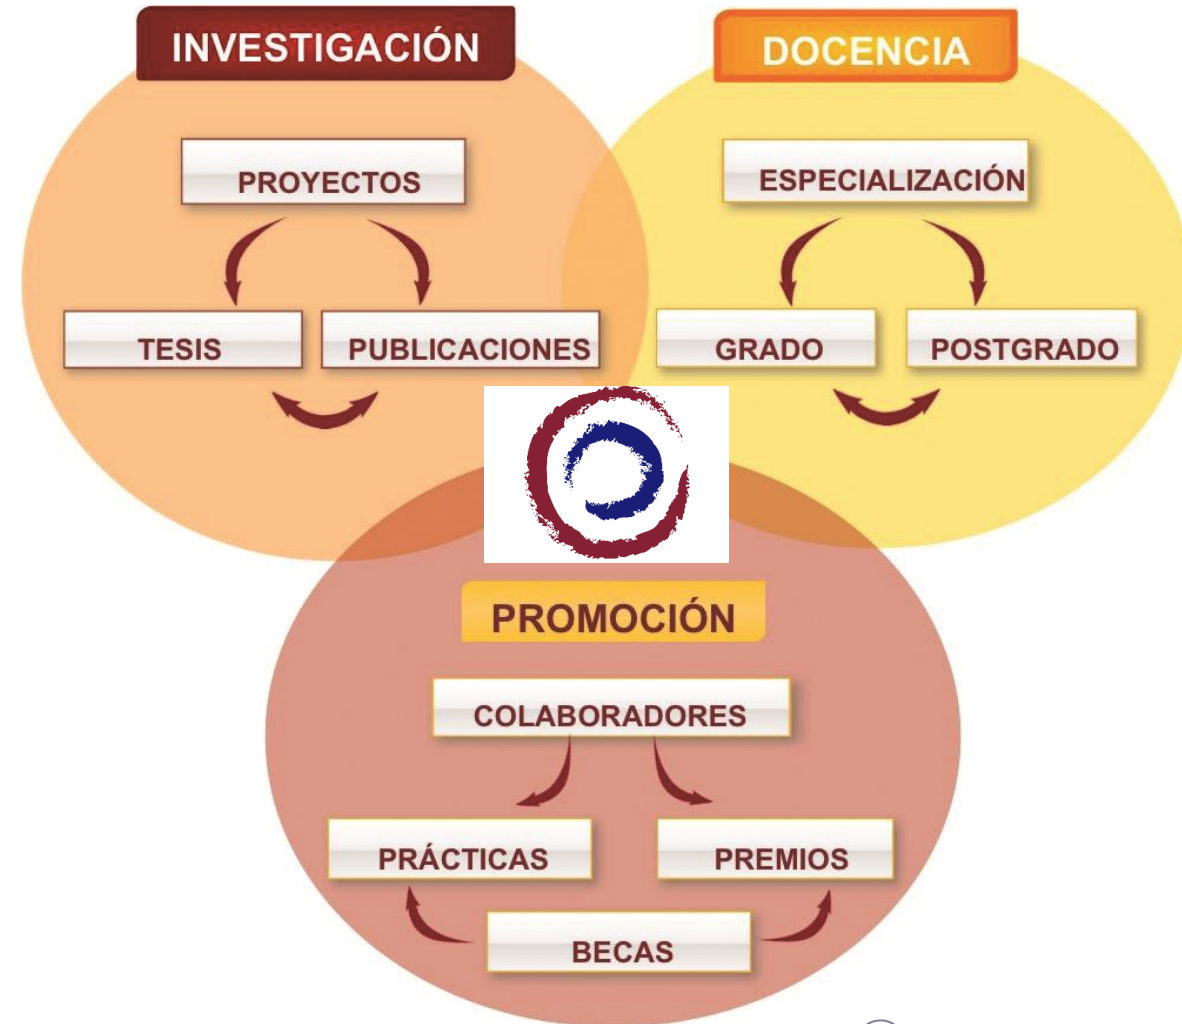 INVESTIGACIÓN
PROYECTOS
TESIS
PUBLICACIONES
DOCENCIA
ESPECIALIZACIÓN
GRADO
POSTGRADO
PROMOCIÓN
COLABORADORES
PRÁCTICAS
PREMIOS
BECAS